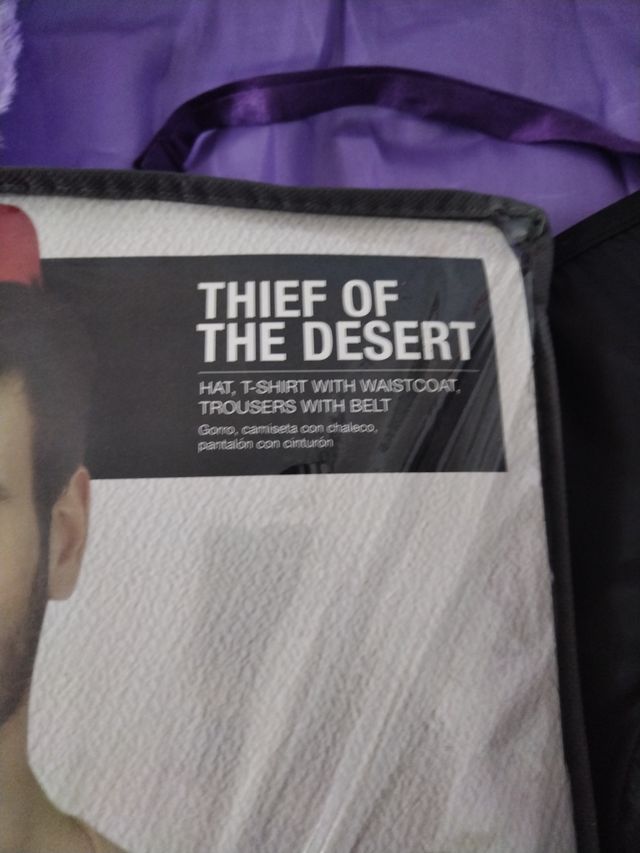 THIEF OF
THE DESERT
HAT, T-SHIRT WITH WAISTCOAT,
TROUSERS WITH BELT
Gorro, camiseta con chaleco,
pantalón con cinturón